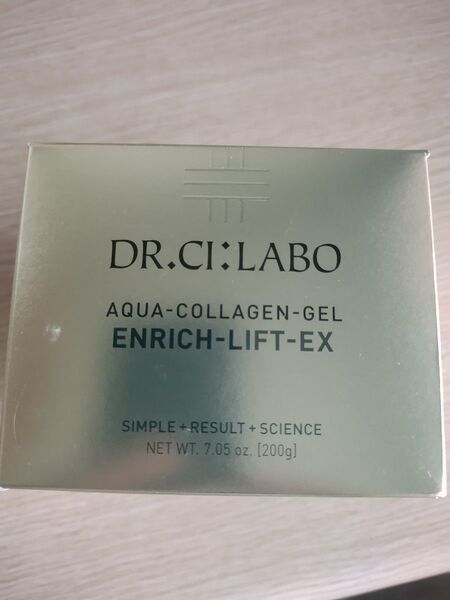 DR.CI:LABO
AQUA-COLLAGEN-GEL
ENRICH-LIFT-EX
SIMPLE+RESULT+SCIENCE
NET WT. 7.05 oz. [200g]